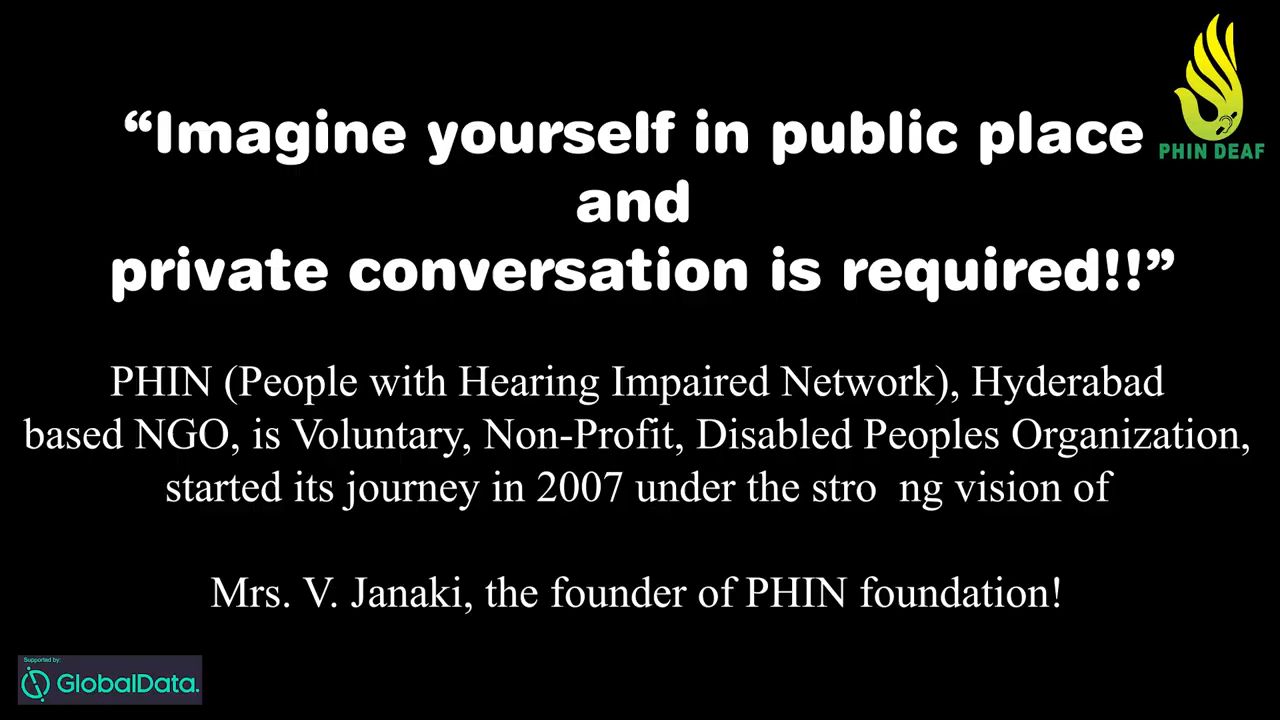 “Imagine yourself in public place
and
private conversation is required!!”
PHIN DEAF
PHIN (People with Hearing Impaired Network), Hyderabad
based NGO, is Voluntary, Non-Profit, Disabled Peoples Organization,
started its journey in 2007 under the stro ng vision of
Mrs. V. Janaki, the founder of PHIN foundation!
Supported by:
GlobalData.